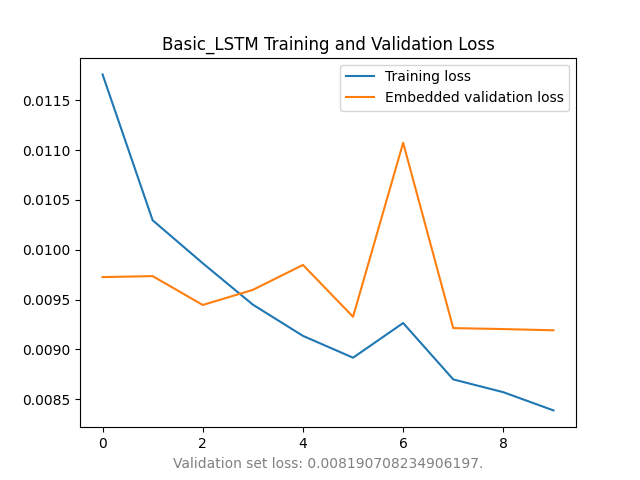 Basic_LSTM Training and Validation Loss
Training loss
Embedded validation loss
0.0115
0.0110
0.0105
0.0100
0.0095
0.0090
0.0085
0 2 4 6 8
Validation set loss: 0.008190708234906197.